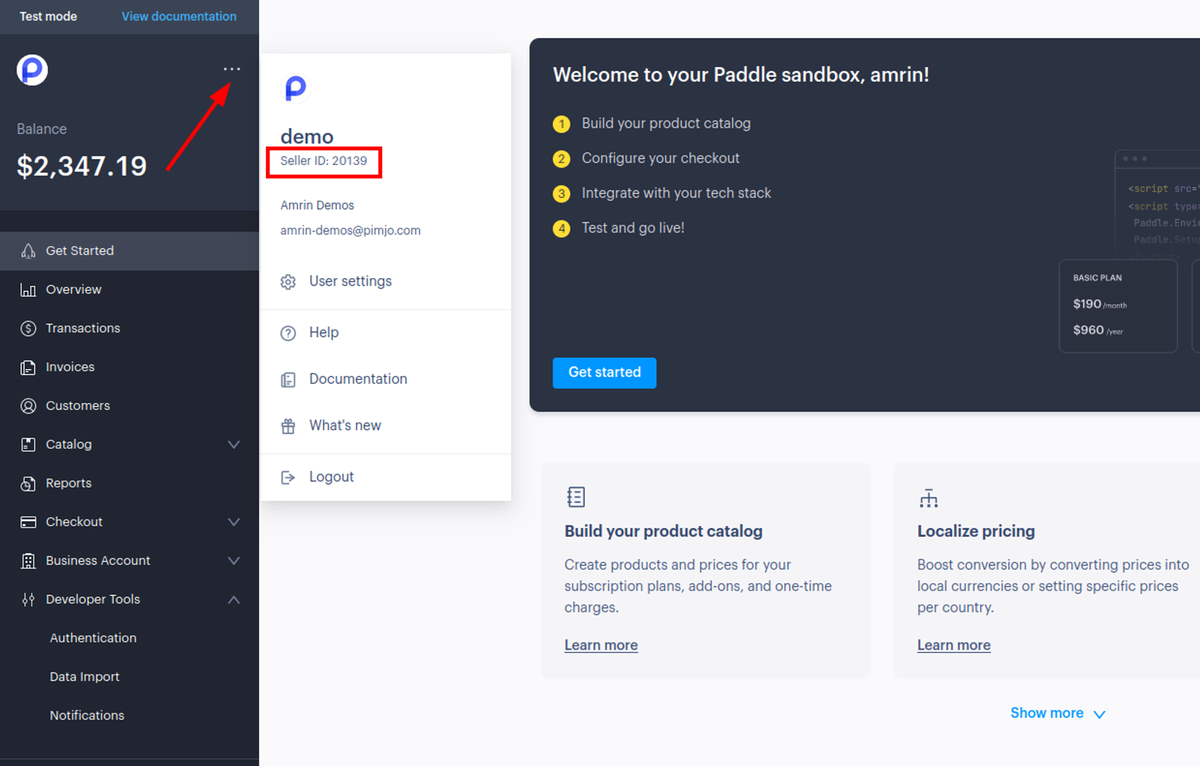 Test mode
View documentation
Balance
$2,347.19
Get Started
Overview
Transactions
Invoices
Customers
Catalog
Reports
Checkout
Business Account
Developer Tools
Authentication
Data Import
Notifications
demo
Seller ID: 20139
Amrin Demos
amrin-demos@pimjo.com
User settings
Help
Documentation
What's new
Logout
Welcome to your Paddle sandbox, amrin!
1 Build your product catalog
2 Configure your checkout
3 Integrate with your tech stack
4 Test and go live!
Get started
<script src="
<script type=
Paddle.Envi
Paddle.Setu
BASIC PLAN
$190 /month
$960 /year
Build your product catalog
Create products and prices for your
subscription plans, add-ons, and one-time
charges.
Learn more
Localize pricing
Boost conversion by converting prices into
local currencies or setting specific prices
per country.
Learn more
Show more